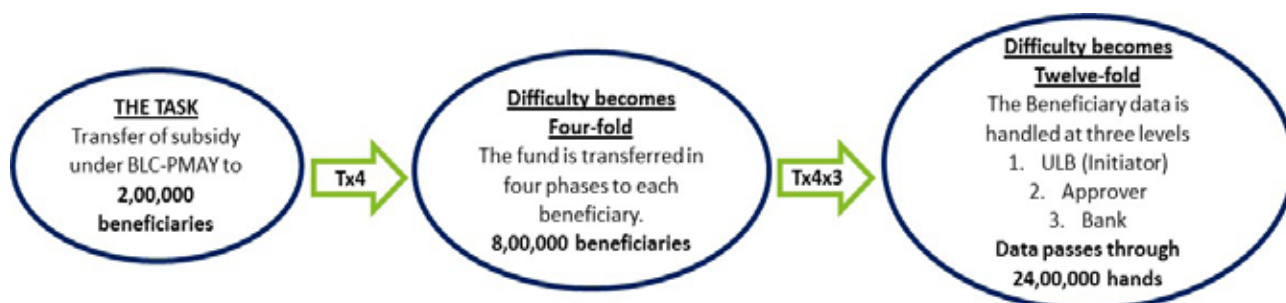 THE TASK
Transfer of subsidy
under BLC-PMAY to
2,00,000
beneficiaries
Tx4
Difficulty becomes
Four-fold
The fund is transferred in
four phases to each
beneficiary.
8,00,000 beneficiaries
Tx4x3
Difficulty becomes
Twelve-fold
The Beneficiary data is
handled at three levels
1. ULB (Initiator)
2. Approver
3. Bank
Data passes through
24,00,000 hands